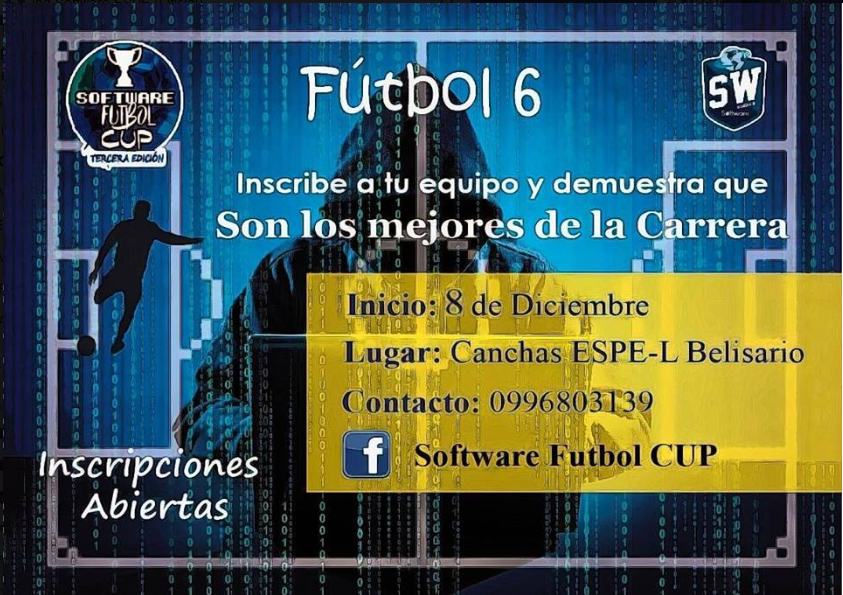 SOFTWARE
FUTBOL
CUP
TERCERA EDICIÓN
Fútbol 6
SW
Software
Inscribe a tu equipo y demuestra que
Son los mejores de la Carrera
Inicio: 8 de Diciembre
Lugar: Canchas ESPE-L Belisario
Contacto: 0996803139
f Software Futbol CUP
Inscripciones
Abiertas